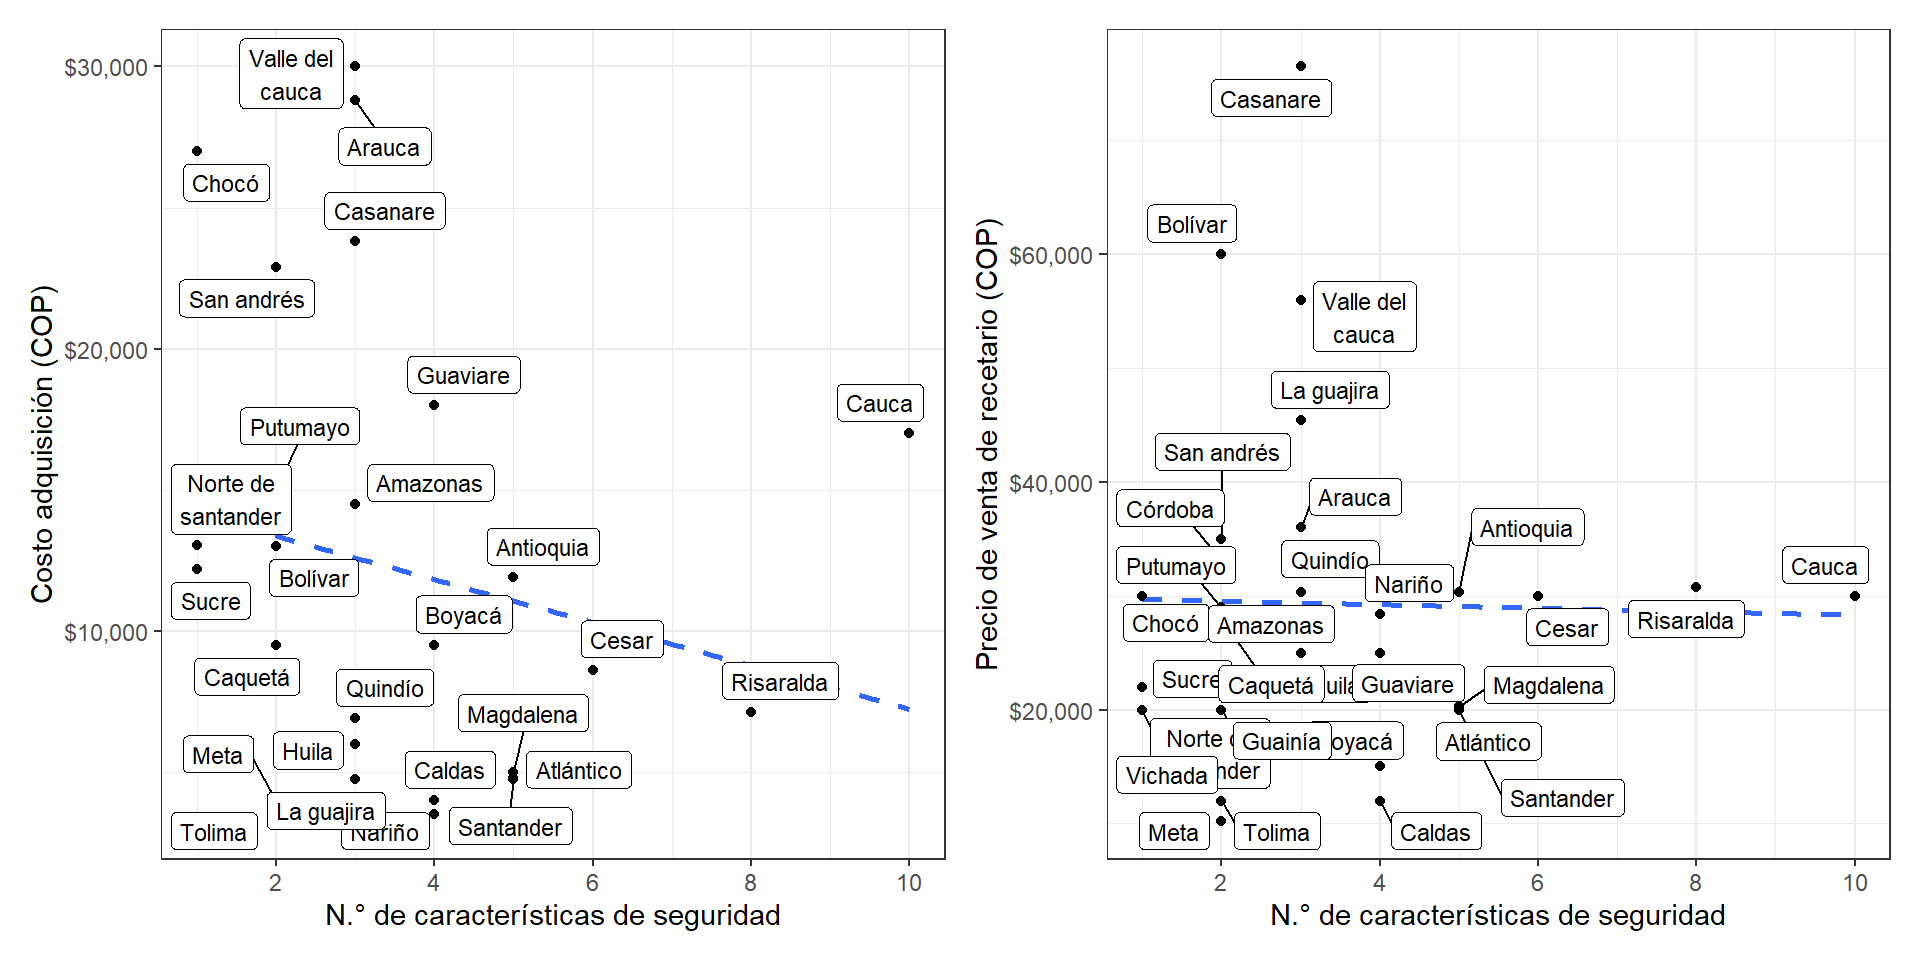 Costo adquisición (COP)
$30,000
$20,000
$10,000
Valle del
cauca
Arauca
Chocó
Casanare
San andrés
Guaviare
Cauca
Putumayo
Norte de
santander
Amazonas
Antioquia
Bolívar
Sucre
Boyacá
Cesar
Caquetá
Quindío
Risaralda
Magdalena
Meta
Huila
Caldas
Atlántico
La guajira
Santander
Tolima
Nariño
2
4
6
8
10
N.° de características de seguridad
Precio de venta de recetario (COP)
$60,000
$40,000
$20,000
Casanare
Bolívar
Valle del
cauca
La guajira
San andrés
Arauca
Córdoba
Antioquia
Quindío
Putumayo
Nariño
Cauca
Chocó
Amazonas
Cesar
Risaralda
Sucre
Caquetá
Guaviare
Magdalena
Norte
Guainía
oyacá
Atlántico
Vichada
nder
Santander
Meta
Tolima
Caldas
2
4
6
8
10
N.° de características de seguridad